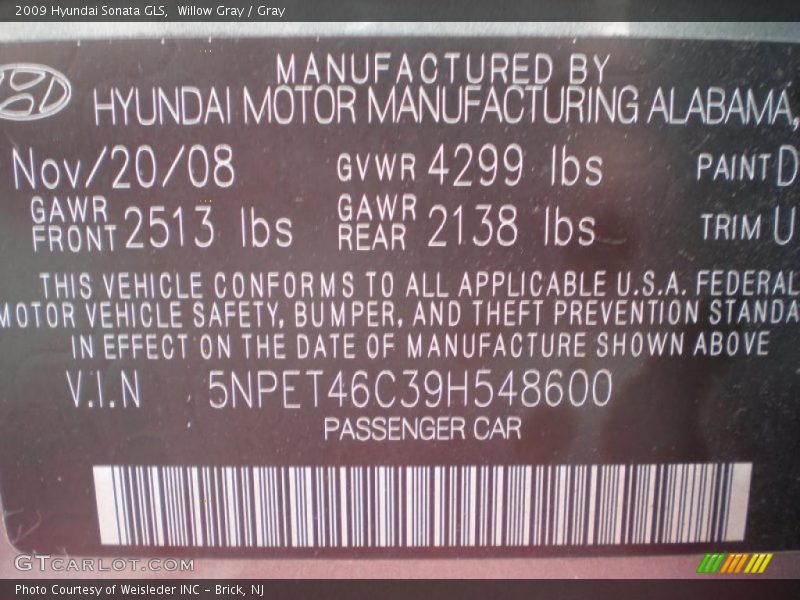 2009 Hyundai Sonata GLS,  Willow Gray / Gray
MANUFACTURED BY
HYUNDAI MOTOR MANUFACTURING ALABAMA,
Nov/20/08 GVWR 4299 lbs PAINT D
GAWR FRONT 2513 lbs GAWR REAR 2138 lbs TRIM U
THIS VEHICLE CONFORMS TO ALL APPLICABLE U.S.A. FEDERAL
MOTOR VEHICLE SAFETY, BUMPER, AND THEFT PREVENTION STANDA
IN EFFECT ON THE DATE OF MANUFACTURE SHOWN ABOVE
V.I.N 5NPET46C39H548600
PASSENGER CAR
GTCARLOT.COM
Photo Courtesy of Weisleder INC - Brick, NJ